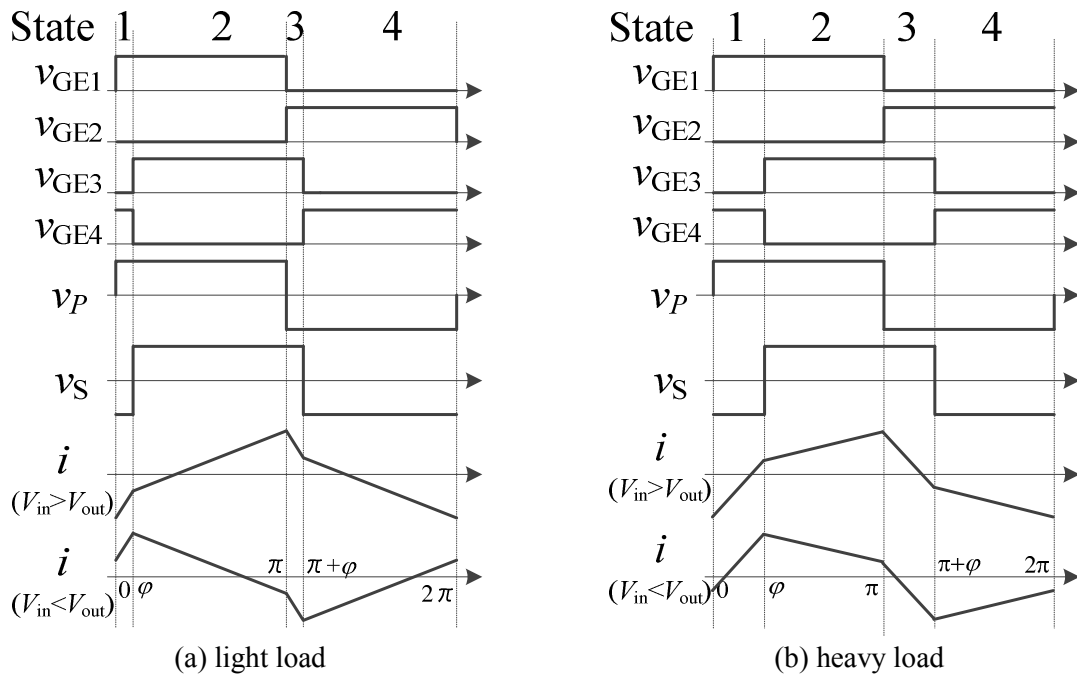 State 1 2 3 4
vGE1
vGE2
vGE3
vGE4
vP
vS
i
(Vin>Vout)
i
(Vin<Vout)
0 φ π π+φ 2π
(a) light load
State 1 2 3 4
vGE1
vGE2
vGE3
vGE4
vP
vS
i
(Vin>Vout)
i
(Vin<Vout)
0 φ π π+φ 2π
(b) heavy load